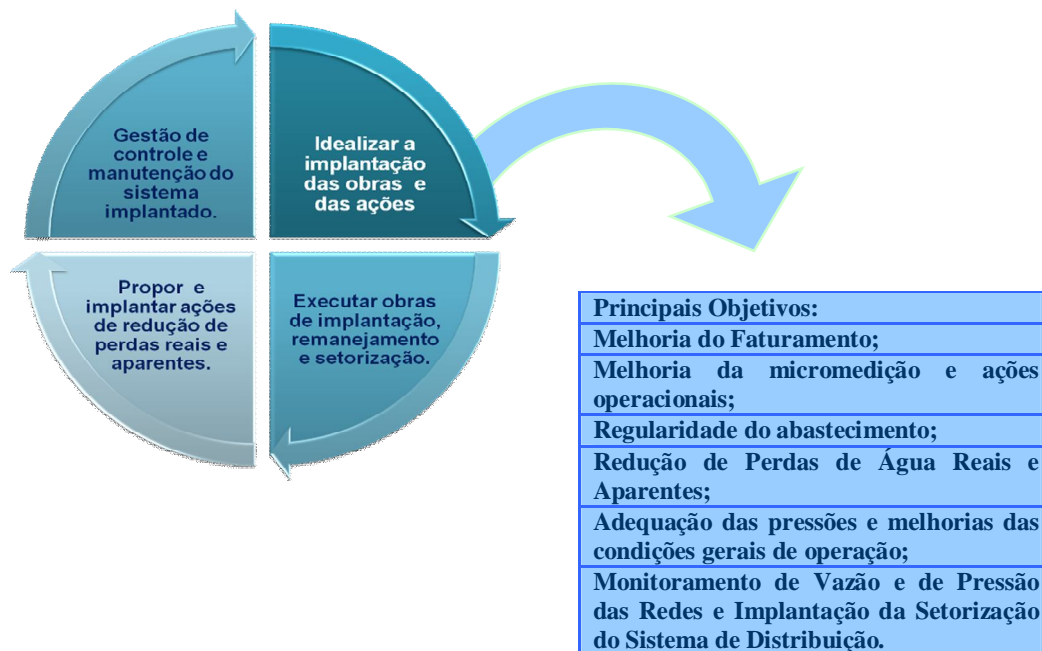 Gestão de
controle e
manutenção do
sistema
implantado.
Idealizar a
implantação
das obras e
das ações
Propor e
implantar ações
de redução de
perdas reais e
aparentes.
Executar obras
de implantação,
remanejamento
e setorização.
Principais Objetivos:
Melhoria do Faturamento;
Melhoria da micromedição e ações
operacionais;
Regularidade do abastecimento;
Redução de Perdas de Água Reais e
Aparentes;
Adequação das pressões e melhorias das
condições gerais de operação;
Monitoramento de Vazão e de Pressão
das Redes e Implantação da Setorização
do Sistema de Distribuição.